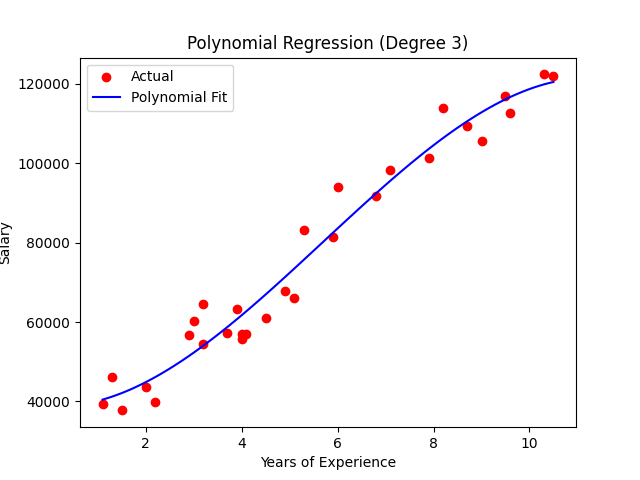 Polynomial Regression (Degree 3)
Actual
Polynomial Fit
120000
100000
80000
60000
40000
Salary
2 4 6 8 10
Years of Experience